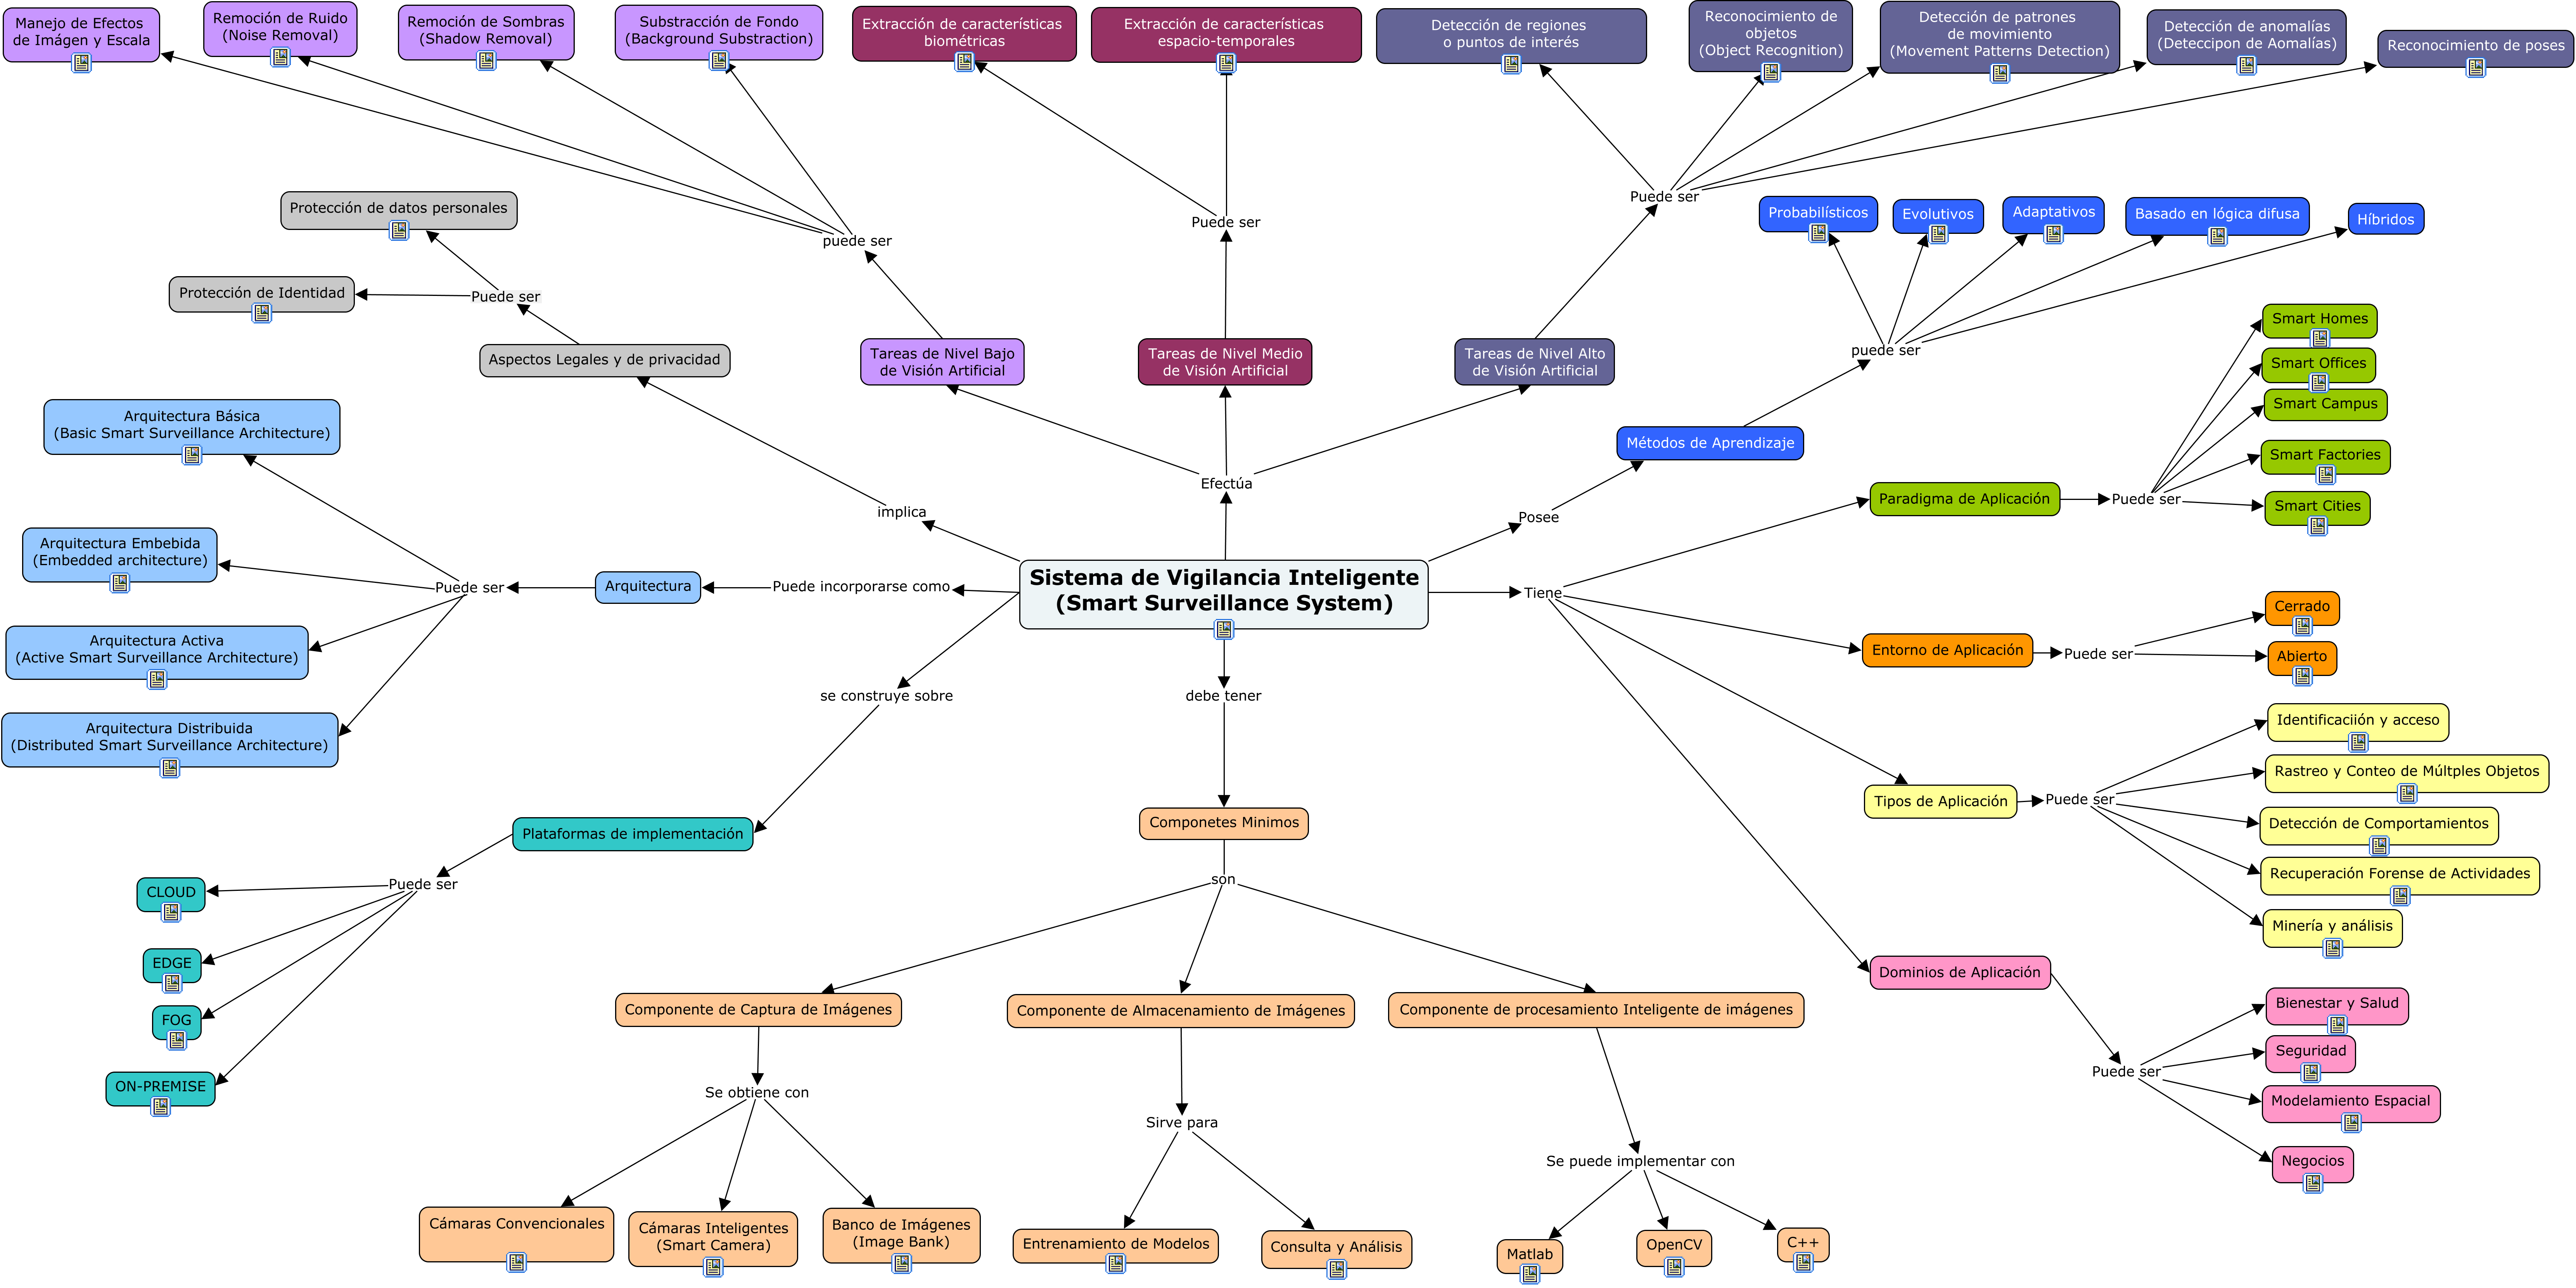 Manejo de Efectos
de Imágen y Escala
Remoción de Ruido
(Noise Removal)
Remoción de Sombras
(Shadow Removal)
Substracción de Fondo
(Background Substraction)
Extracción de características
biométricas
Extracción de características
espacio-temporales
Detección de regiones
o puntos de interés
Reconocimiento de
objetos
(Object Recognition)
Detección de patrones
de movimiento
(Movement Patterns Detection)
Detección de anomalías
(Deteccipon de Aomalías)
Reconocimiento de poses
Protección de datos personales
Protección de Identidad
Puede ser
Aspectos Legales y de privacidad
implica
puede ser
Tareas de Nivel Bajo
de Visión Artificial
Puede ser
Tareas de Nivel Medio
de Visión Artificial
Puede ser
Tareas de Nivel Alto
de Visión Artificial
Efectúa
Probabilísticos
Evolutivos
Adaptativos
Basado en lógica difusa
Híbridos
puede ser
Métodos de Aprendizaje
Posee
Smart Homes
Smart Offices
Smart Campus
Smart Factories
Smart Cities
Paradigma de Aplicación
Puede ser
Arquitectura Básica
(Basic Smart Surveillance Architecture)
Arquitectura Embebida
(Embedded architecture)
Arquitectura Activa
(Active Smart Surveillance Architecture)
Arquitectura Distribuida
(Distributed Smart Surveillance Architecture)
Puede ser
Arquitectura
Puede incorporarse como
Sistema de Vigilancia Inteligente
(Smart Surveillance System)
Tiene
Entorno de Aplicación
Puede ser
Cerrado
Abierto
Tipos de Aplicación
Puede ser
Identificaciión y acceso
Rastreo y Conteo de Múltples Objetos
Detección de Comportamientos
Recuperación Forense de Actividades
Minería y análisis
Dominios de Aplicación
Puede ser
Bienestar y Salud
Seguridad
Modelamiento Espacial
Negocios
se construye sobre
Plataformas de implementación
Puede ser
CLOUD
EDGE
FOG
ON-PREMISE
debe tener
Componetes Minimos
son
Componente de Captura de Imágenes
Componente de Almacenamiento de Imágenes
Componente de procesamiento Inteligente de imágenes
Se obtiene con
Sirve para
Se puede implementar con
Cámaras Convencionales
Cámaras Inteligentes
(Smart Camera)
Banco de Imágenes
(Image Bank)
Entrenamiento de Modelos
Consulta y Análisis
Matlab
OpenCV
C++